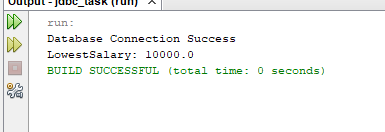 Output - jdbc_task (run) ×
run:
Database Connection Success
LowestSalary: 10000.0
BUILD SUCCESSFUL (total time: 0 seconds)